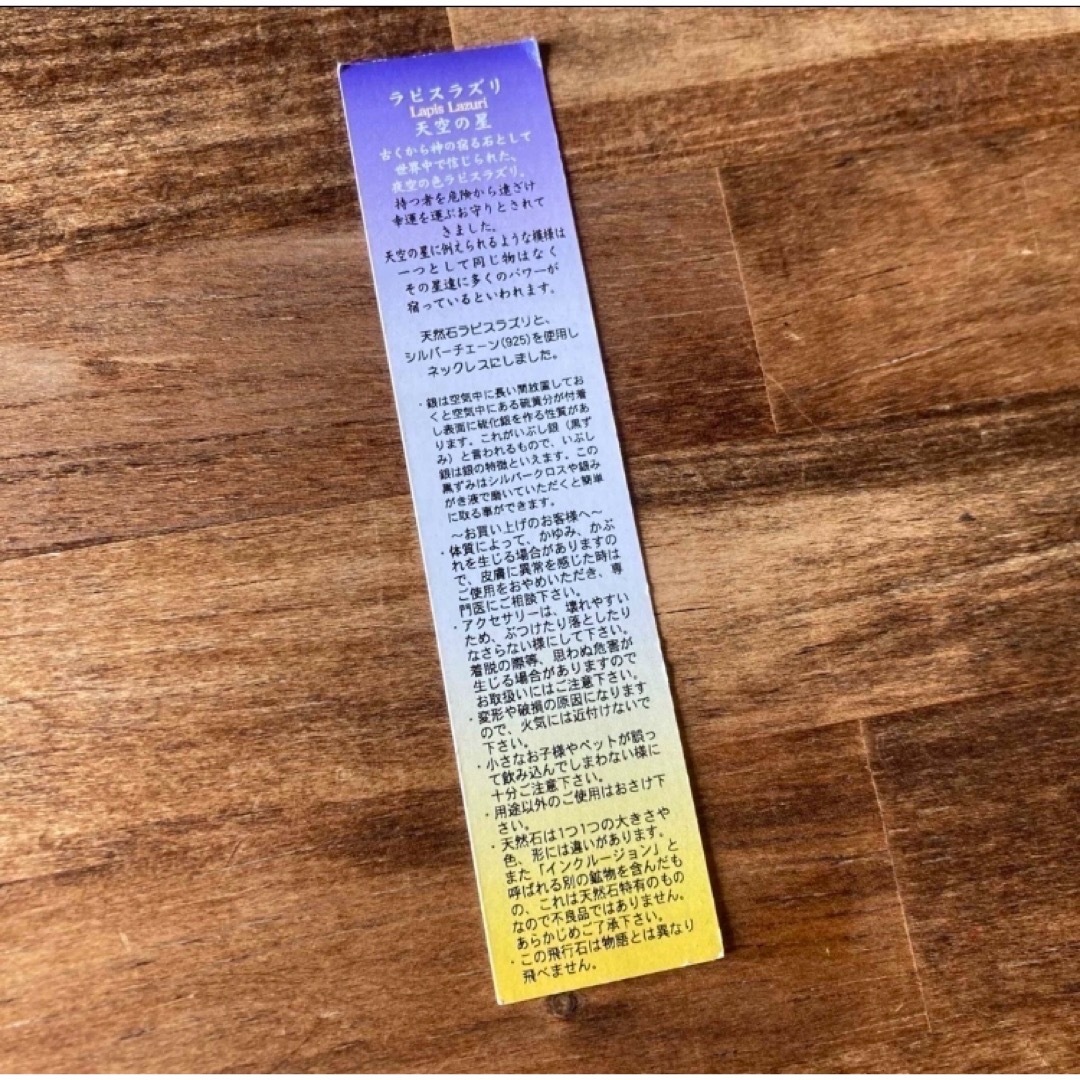 ラピスラズリ
Lapis Lazuri
天空の星
古くから神の宿る石として
世界中で信じられた、
夜空の色ラピスラズリ。
持つ者を危険から遠ざけ
幸運を運ぶお守りとされて
きました。
天空の星に例えられるような模様は
一つとして同じ物はなく
その星達に多くのパワーが
宿っているといわれます。
天然石ラピスラズリと、
シルバーチェーン(925)を使用し
ネックレスにしました。
・銀は空気中に長い間放置してお
くと空気中にある硫黄分が付着
し表面に硫化銀を作る性質があ
ります。これがいぶし銀（黒ず
み）と言われるもので、いぶし
銀は銀の特徴といえます。この
黒ずみはシルバークロスや銀み
がき液で磨いていただくと簡単
に取る事ができます。
～お買い上げのお客様へ～
・体質によって、かゆみ、かぶ
れを生じる場合がありますの
で、皮膚に異常を感じた時は
ご使用をおやめいただき、専
門医にご相談下さい。
・アクセサリーは、壊れやすい
ため、ぶつけたり落としたり
なさらない様にして下さい。
着脱の際等、思わぬ危害が
生じる場合がありますので
お取扱いにはご注意下さい。
・変形や破損の原因になります
ので、火気には近付けないで
下さい。
・小さなお子様やペットが誤っ
て飲み込んでしまわない様に
十分ご注意下さい。
・用途以外のご使用はおさけ下
さい。
・天然石は1つ1つの大きさや
色、形には違いがあります。
また「インクルージョン」と
呼ばれる別の鉱物を含んだも
の、これは天然石特有のもの
なので不良品ではありません。
あらかじめご了承下さい。
・この飛行石は物語とは異なり
飛べません。